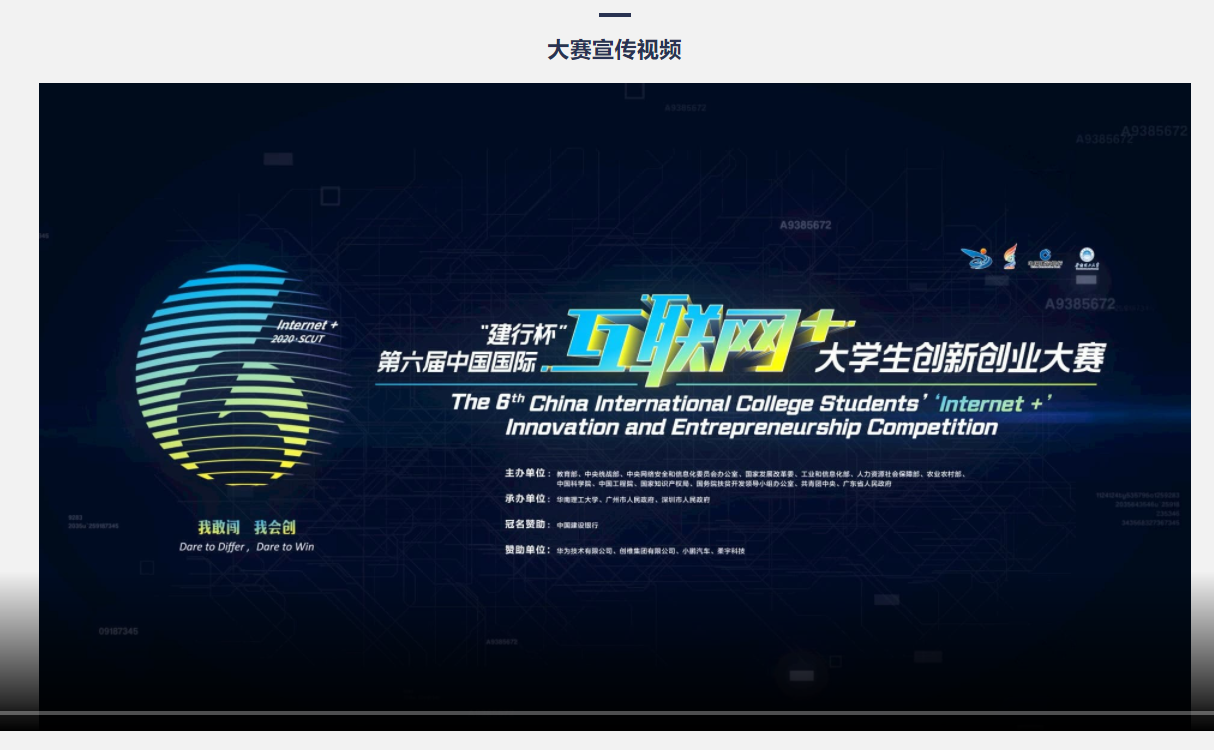 大赛宣传视频
A9385672
A9385672
A9385672
A9385672
A9385672
Internet +
2020·SCUT
"建行杯"
第六届中国国际
互联网+
大学生创新创业大赛
The 6th China International College Students' 'Internet +'
Innovation and Entrepreneurship Competition
主办单位：教育部、中央统战部、中央网络安全和信息化委员会办公室、国家发展改革委、工业和信息化部、人力资源社会保障部、农业农村部、
中国科学院、中国工程院、国家知识产权局、国务院扶贫开发领导小组办公室、共青团中央、广东省人民政府
承办单位：华南理工大学、广州市人民政府、深圳市人民政府
冠名赞助：中国建设银行
赞助单位：华为技术有限公司、创维集团有限公司、小鹏汽车、柔宇科技
我敢闯 我会创
Dare to Differ, Dare to Win
09187345
A9385672